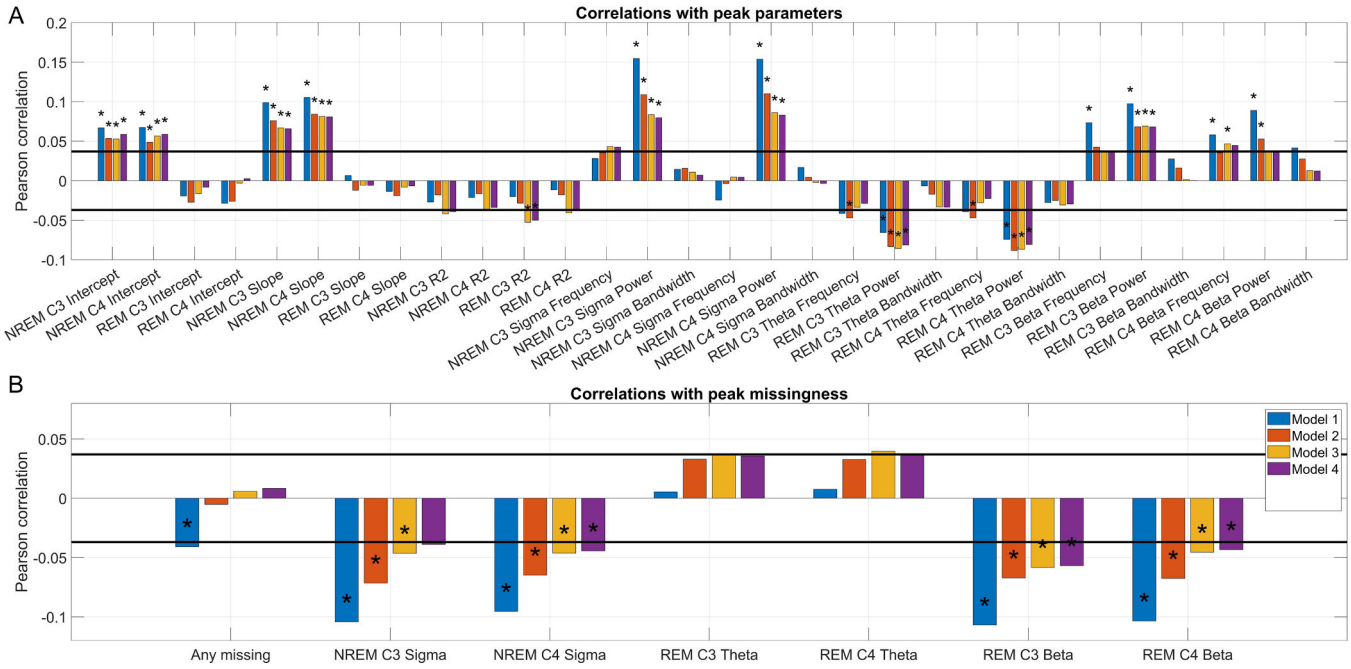 A
Correlations with peak parameters
Pearson correlation
0.2
0.15
0.1
0.05
0
-0.05
-0.1
NREM C3 Intercept
NREM C4 Intercept
REM C3 Intercept
REM C4 Intercept
NREM C3 Slope
NREM C4 Slope
REM C3 Slope
REM C4 Slope
NREM C3 R2
NREM C4 R2
REM C3 R2
REM C4 R2
NREM C3 Sigma Frequency
NREM C3 Sigma Power
NREM C3 Sigma Bandwidth
NREM C4 Sigma Frequency
NREM C4 Sigma Power
NREM C4 Sigma Bandwidth
REM C3 Theta Frequency
REM C3 Theta Power
REM C3 Theta Bandwidth
REM C4 Theta Frequency
REM C4 Theta Power
REM C4 Theta Bandwidth
REM C3 Beta Frequency
REM C3 Beta Power
REM C3 Beta Bandwidth
REM C4 Beta Frequency
REM C4 Beta Power
REM C4 Beta Bandwidth
B
Correlations with peak missingness
Pearson correlation
0.05
0
-0.05
-0.1
Model 1
Model 2
Model 3
Model 4
Any missing
NREM C3 Sigma
NREM C4 Sigma
REM C3 Theta
REM C4 Theta
REM C3 Beta
REM C4 Beta